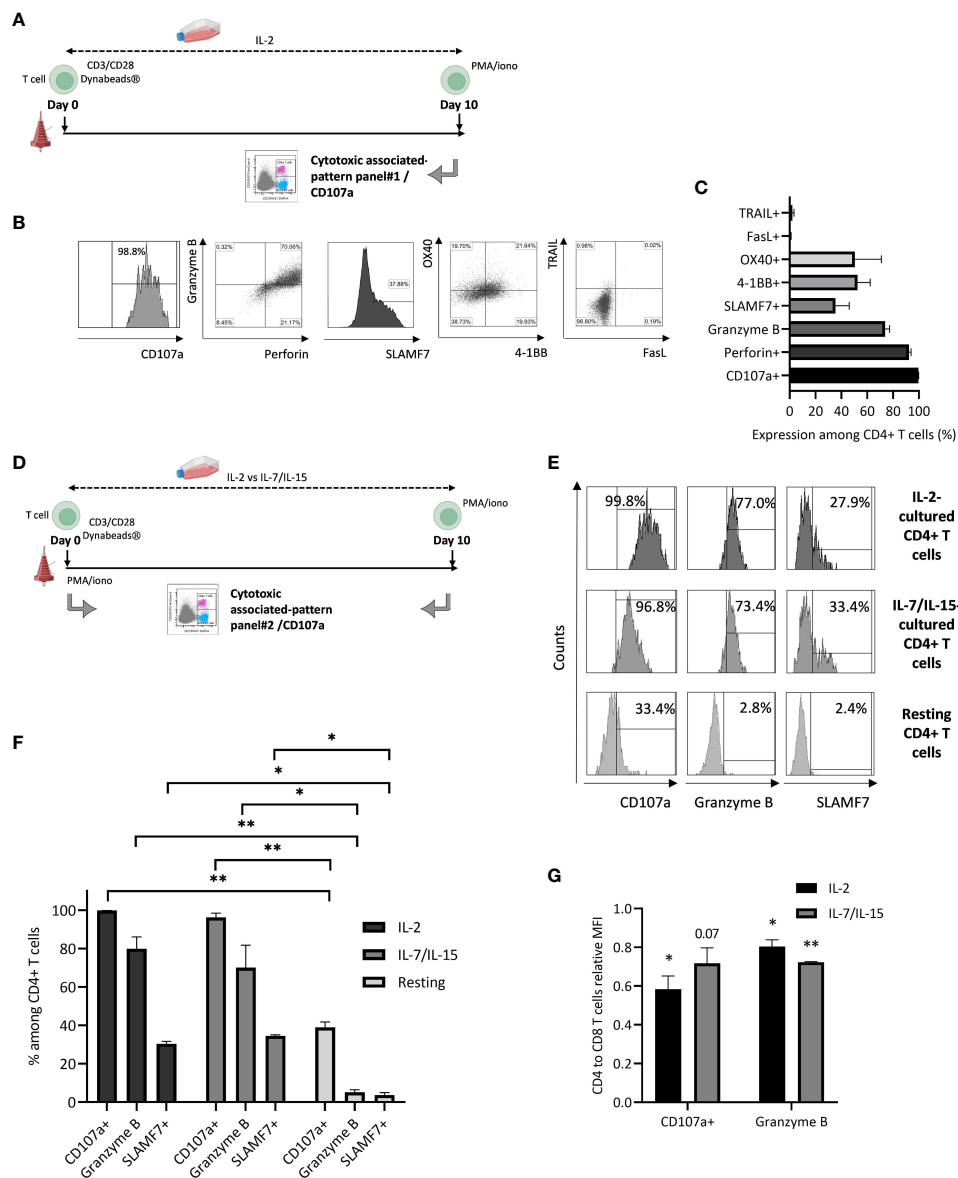 A
IL-2
CD3/CD28
Dynabeads®
T cell
PMA/iono
Day 0
Day 10
Cytotoxic associated-
pattern panel#1 /
CD107a
B
98.8%
CD107a
Granzyme B
0.32%
70.06%
8.45%
21.17%
Perforin
37.88%
SLAMF7
OX40
19.70%
21.64%
38.73%
19.93%
4-1BB
TRAIL
0.98%
0.02%
98.80%
0.19%
FasL
C
TRAIL+
FasL+
OX40+
4-1BB+
SLAMF7+
Granzyme B
Perforin+
CD107a+
0 20 40 60 80 100
Expression among CD4+ T cells (%)
D
IL-2 vs IL-7/IL-15
T cell
CD3/CD28
Dynabeads®
PMA/iono
Day 0
Day 10
PMA/iono
Cytotoxic
associated-pattern
panel#2 /CD107a
E
99.8%
77.0%
27.9%
IL-2-
cultured
CD4+ T
cells
96.8%
73.4%
33.4%
IL-7/IL-15-
cultured
CD4+ T
cells
33.4%
2.8%
2.4%
Resting
CD4+ T
cells
Counts
CD107a
Granzyme B
SLAMF7
F
*
*
*
**
**
**
% among CD4+ T cells
100
80
60
40
20
0
IL-2
IL-7/IL-15
Resting
CD107a+
Granzyme B
SLAMF7+
CD107a+
Granzyme B
SLAMF7+
CD107a+
Granzyme B
SLAMF7+
G
IL-2
IL-7/IL-15
CD4 to CD8 T cells relative MFI
1.0
0.8
0.6
0.4
0.2
0.0
*
0.07
*
**
CD107a+
Granzyme B